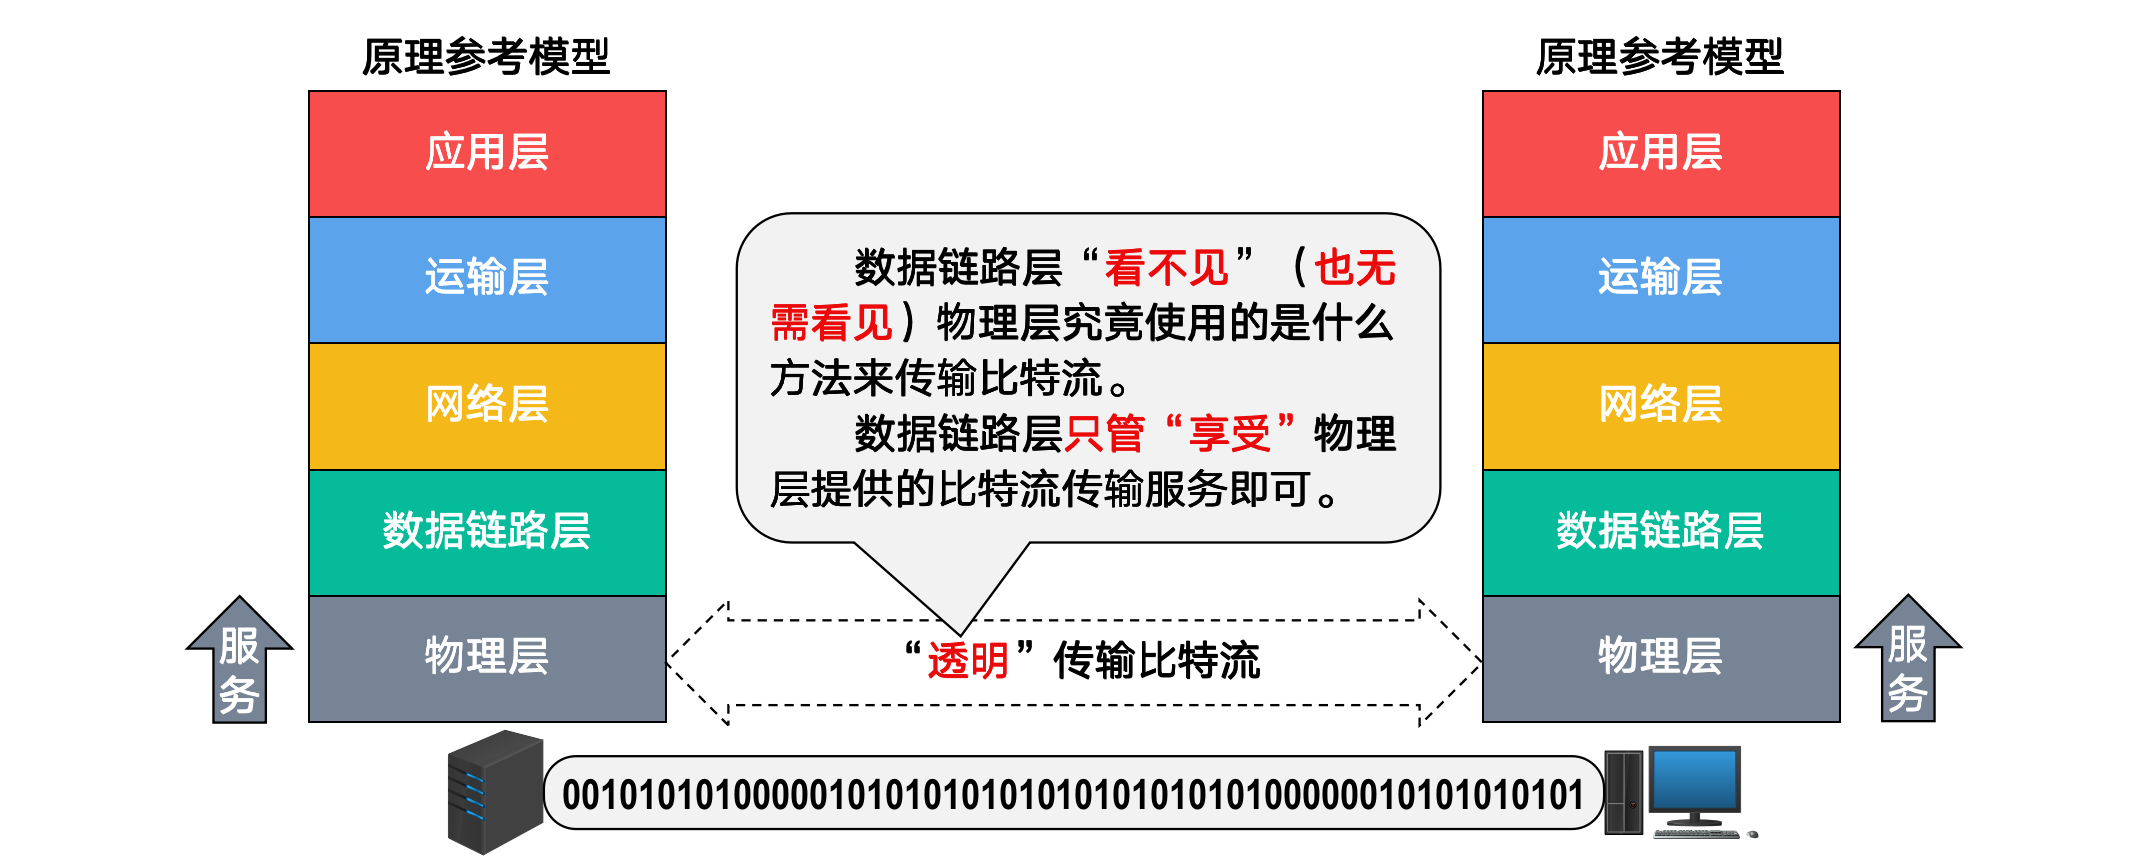 原理参考模型
应用层
运输层
网络层
数据链路层
物理层
服
务
数据链路层“看不见”（也无
需看见）物理层究竟使用的是什么
方法来传输比特流。
数据链路层只管“享受”物理
层提供的比特流传输服务即可。
“透明”传输比特流
001010101000001010101010101010101010100000010101010101
原理参考模型
应用层
运输层
网络层
数据链路层
物理层
服
务